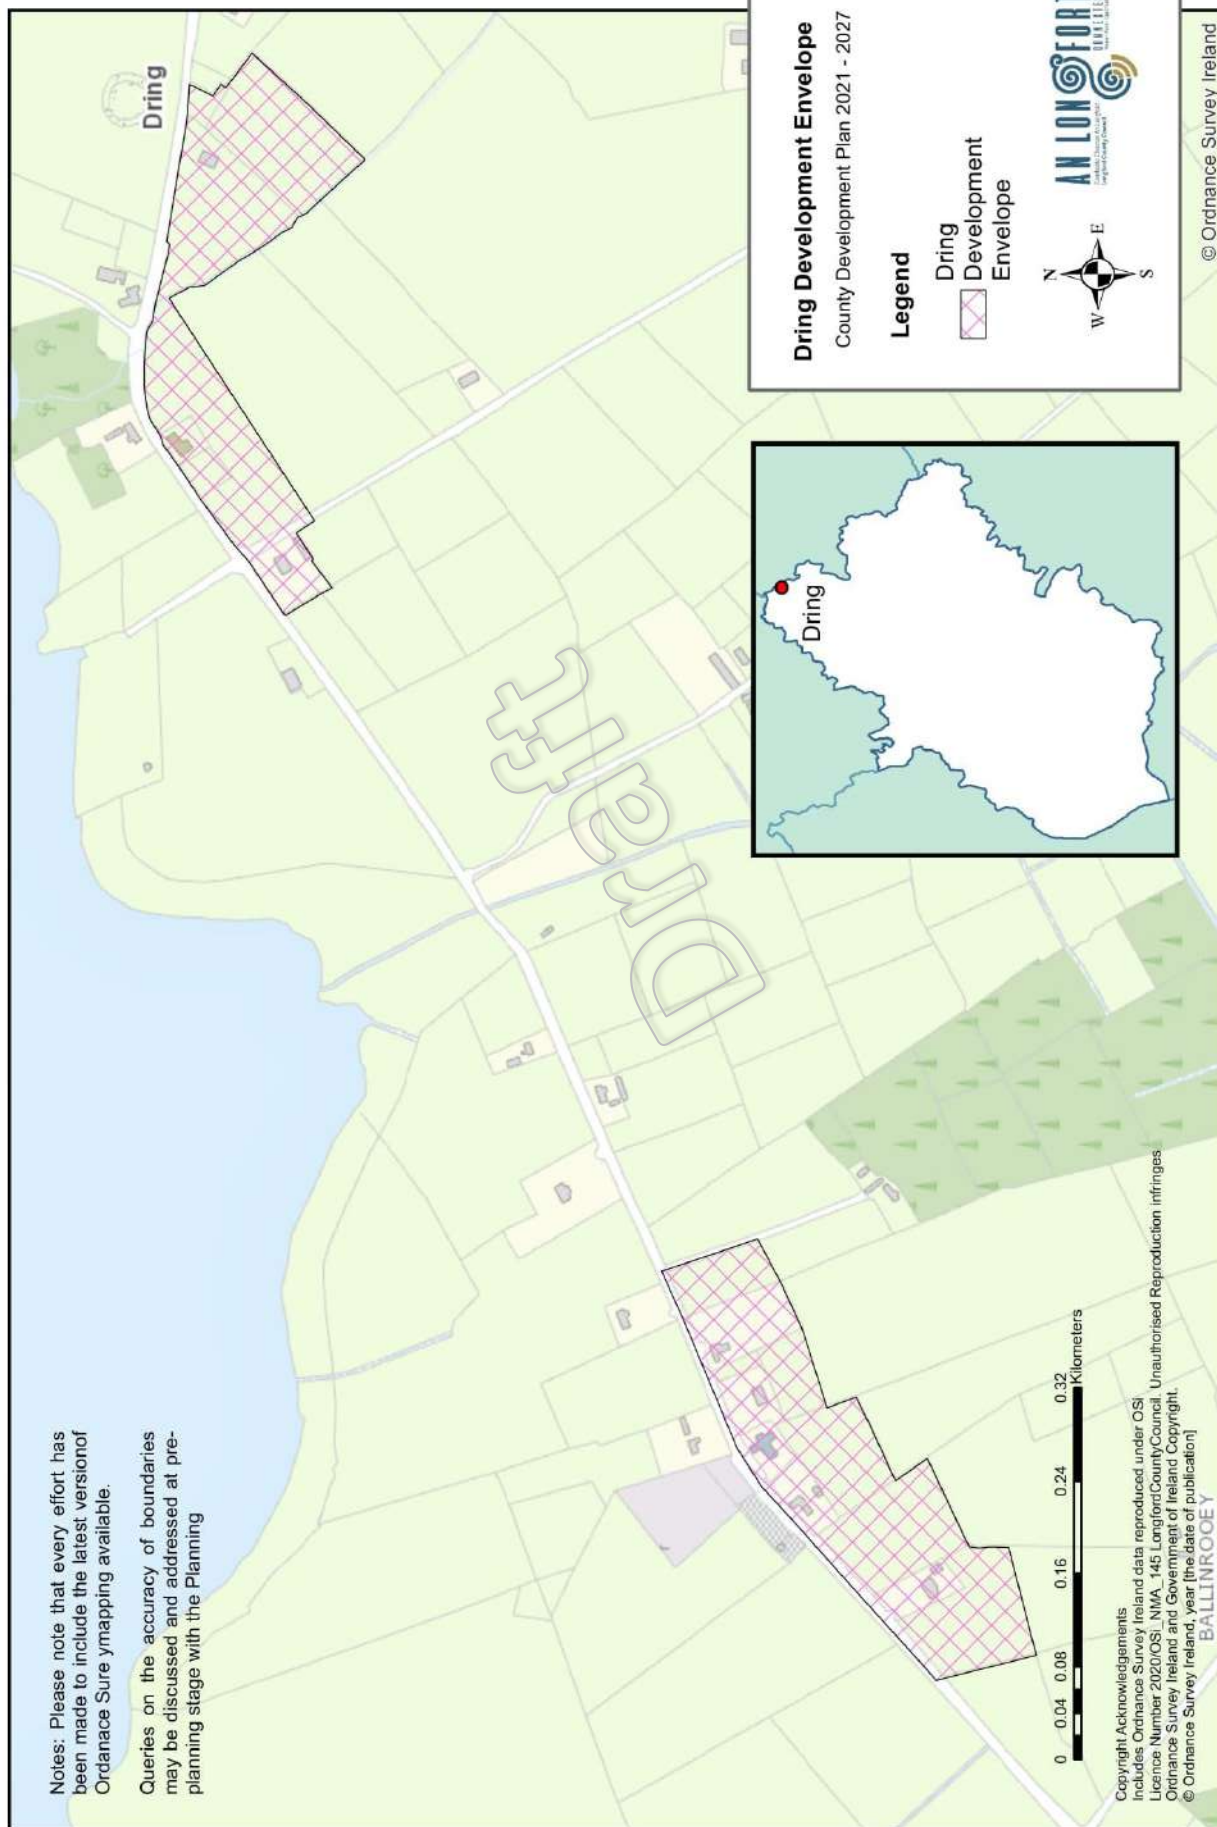 Notes: Please note that every effort has
been made to include the latest versionof
Ordanace Sure ymapping available.
Queries on the accuracy of boundaries
may be discussed and addressed at pre-
planning stage with the Planning
Dring
Draft
Dring
Dring Development Envelope
County Development Plan 2021 - 2027
Legend
Dring
Development
Envelope
N
W
E
S
AN LONGFORT
0 0.04 0.08 0.16 0.24 0.32
Kilometers
Copyright Acknowledgements
Includes Ordnance Survey Ireland data reproduced under OSi
Licence Number 2020/OSi_NMA_145 LongfordCountyCouncil. Unauthorised Reproduction infringes
Ordnance Survey Ireland and Government of Ireland Copyright.
© Ordnance Survey Ireland, year [the date of publication]
BALLINROOEY
© Ordnance Survey Ireland